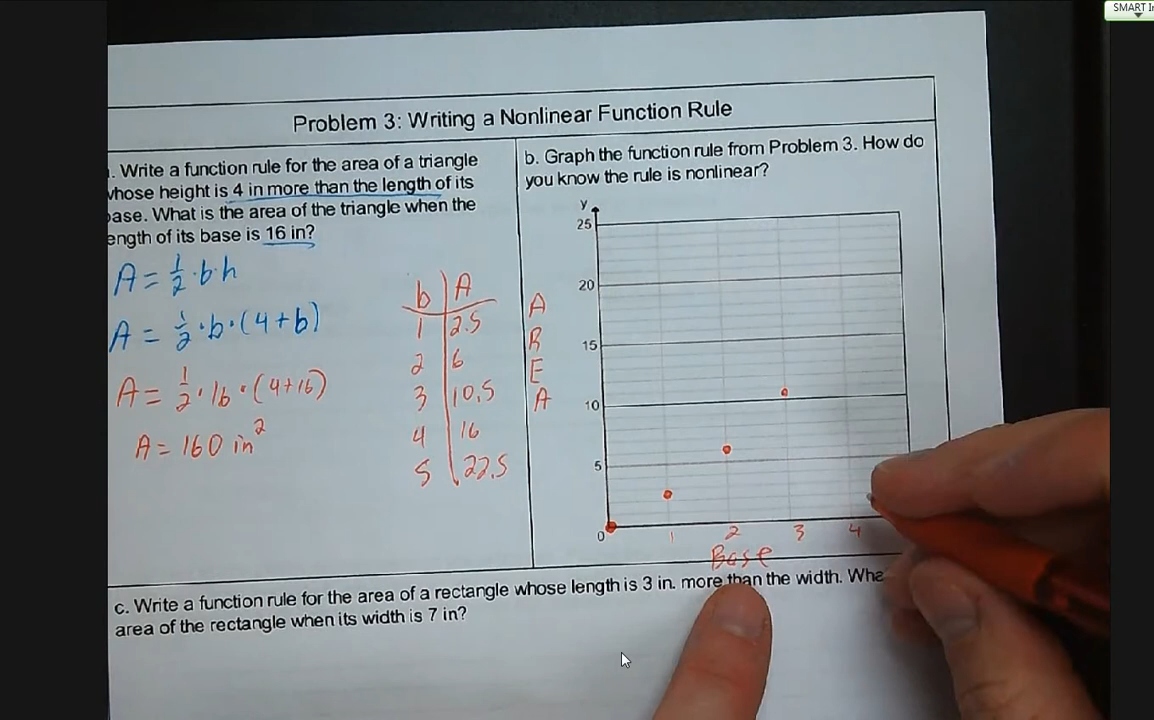 SMART In
Problem 3: Writing a Nonlinear Function Rule
. Write a function rule for the area of a triangle
whose height is 4 in more than the length of its
base. What is the area of the triangle when the
ength of its base is 16 in?
A = 1/2 · b · h
A = 1/2 · b · (4 + b)
A = 1/2 · 16 · (4+16)
A = 160 in²
b | A
1 | 2.5
2 | 6
3 | 10.5
4 | 16
5 | 22.5
b. Graph the function rule from Problem 3. How do
you know the rule is nonlinear?
y
25
20
15
10
5
0
AREA
1 2 3 4
Base
c. Write a function rule for the area of a rectangle whose length is 3 in. more than the width. Wha
area of the rectangle when its width is 7 in?